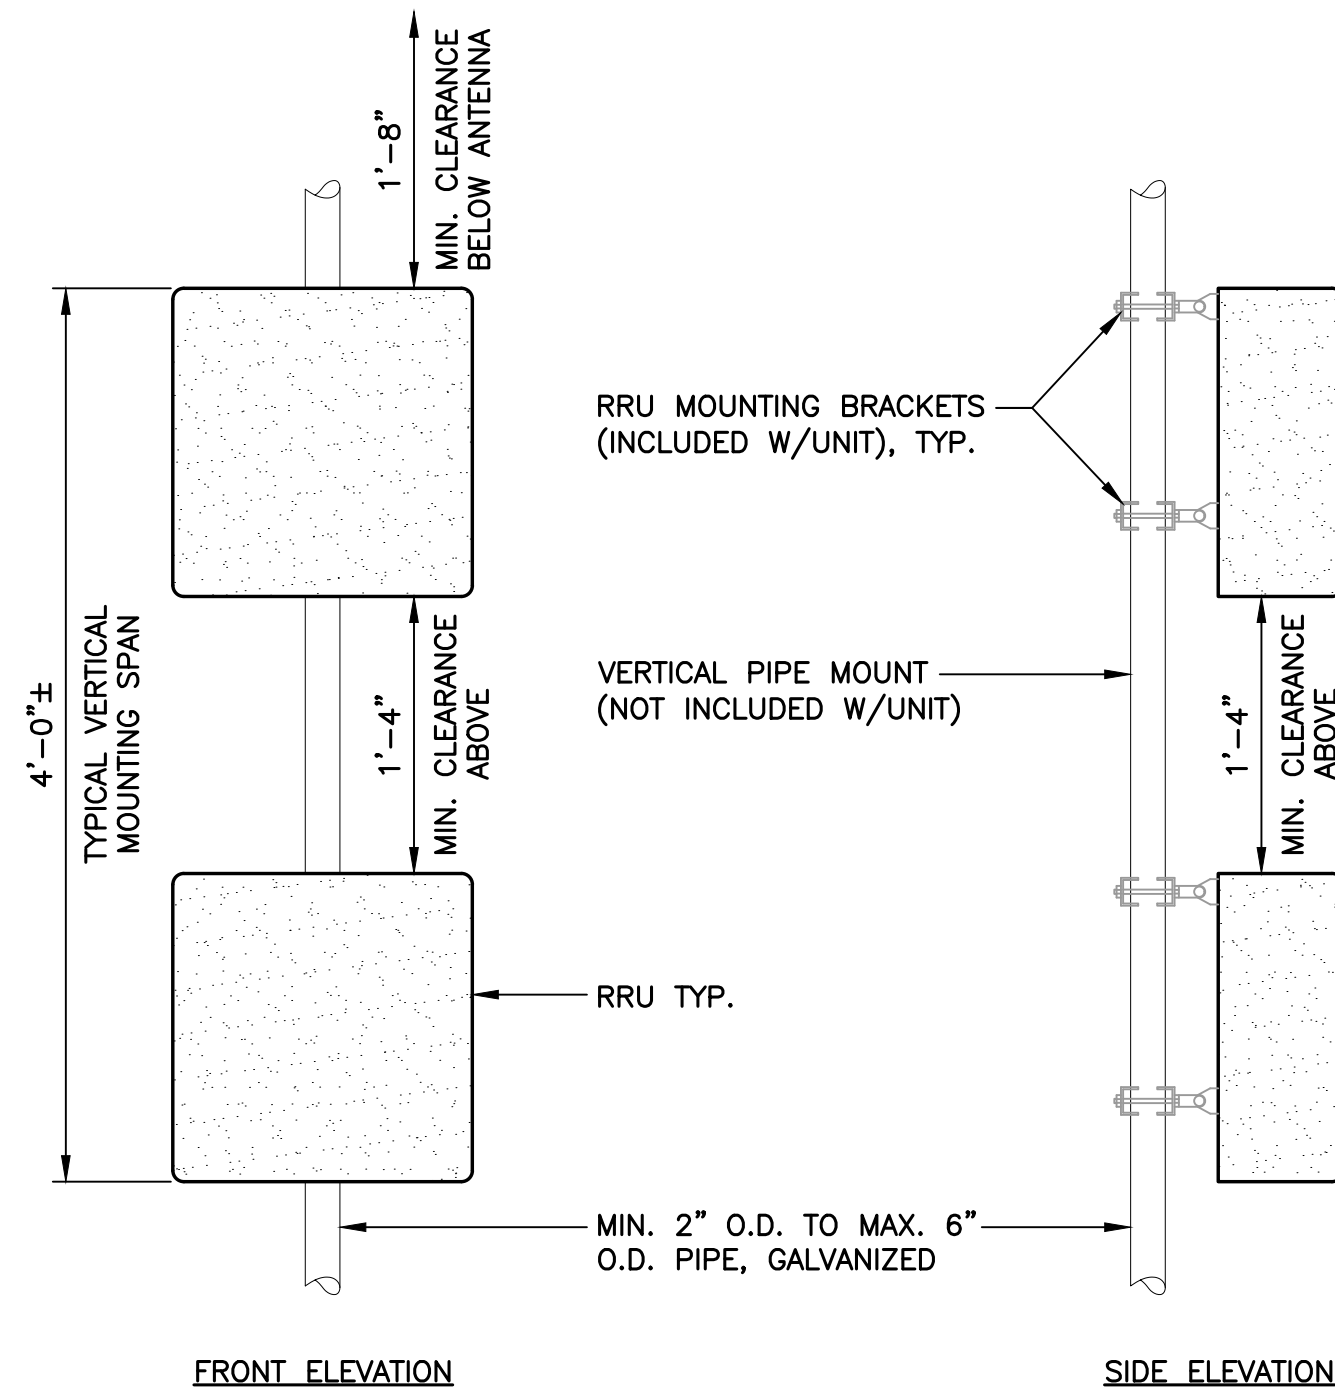 1'-8"
MIN. CLEARANCE
BELOW ANTENNA
4'-0"±
TYPICAL VERTICAL
MOUNTING SPAN
1'-4"
MIN. CLEARANCE
ABOVE
RRU MOUNTING BRACKETS
(INCLUDED W/UNIT), TYP.
VERTICAL PIPE MOUNT
(NOT INCLUDED W/UNIT)
1'-4"
MIN. CLEARANCE
ABOVE
RRU TYP.
MIN. 2" O.D. TO MAX. 6"
O.D. PIPE, GALVANIZED
FRONT ELEVATION
SIDE ELEVATION